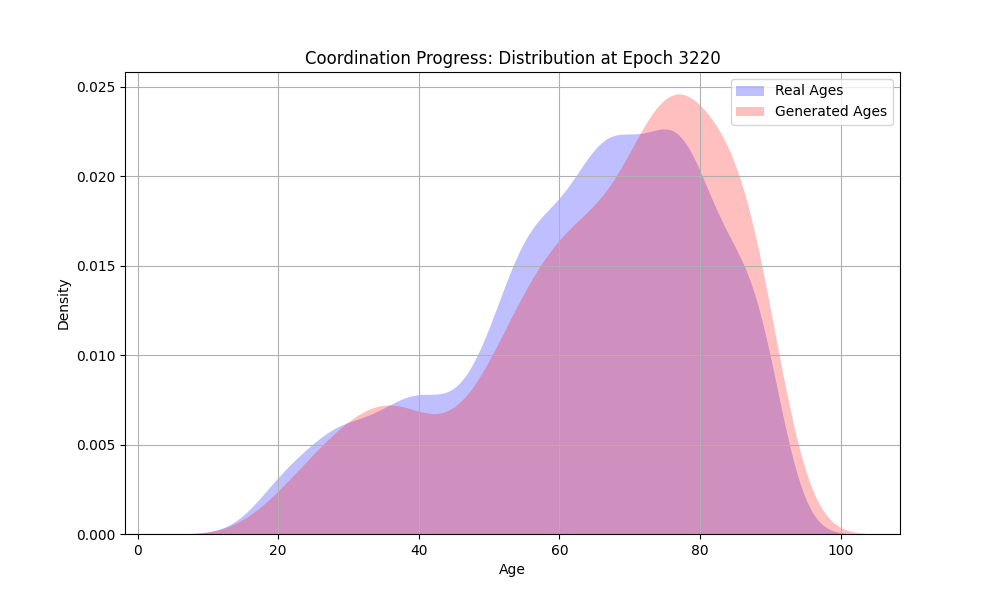 Coordination Progress: Distribution at Epoch 3220
Real Ages
Generated Ages
0.025
0.020
0.015
0.010
0.005
0.000
Density
0 20 40 60 80 100
Age